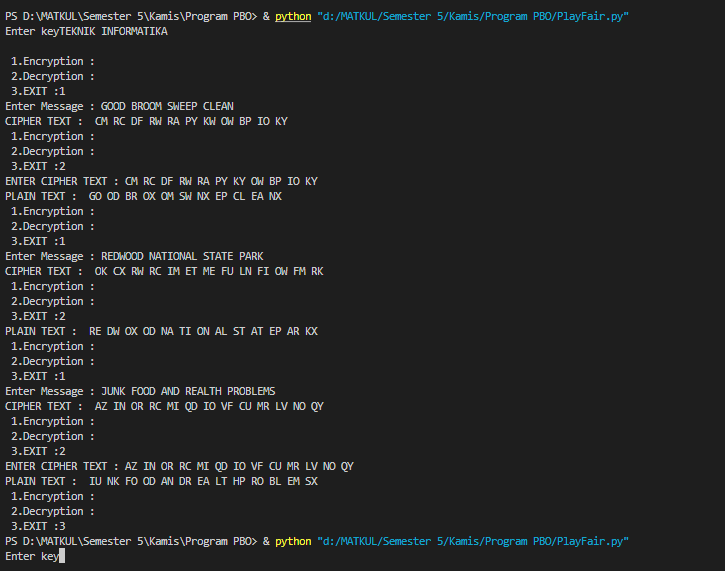 PS D:\MATKUL\Semester 5\Kamis\Program PBO> & python "d:/MATKUL/Semester 5/Kamis/Program PBO/PlayFair.py"
Enter keyTEKNIK INFORMATIKA
1.Encryption :
2.Decryption :
3.EXIT :1
Enter Message : GOOD BROOM SWEEP CLEAN
CIPHER TEXT :  CM RC DF RW RA PY KW OW BP IO KY
1.Encryption :
2.Decryption :
3.EXIT :2
ENTER CIPHER TEXT : CM RC DF RW RA PY KY OW BP IO KY
PLAIN TEXT :  GO OD BR OX OM SW NX EP CL EA NX
1.Encryption :
2.Decryption :
3.EXIT :1
Enter Message : REDWOOD NATIONAL STATE PARK
CIPHER TEXT :  OK CX RW RC IM ET ME FU LN FI OW FM RK
1.Encryption :
2.Decryption :
3.EXIT :2
PLAIN TEXT :  RE DW OX OD NA TI ON AL ST AT EP AR KX
1.Encryption :
2.Decryption :
3.EXIT :1
Enter Message : JUNK FOOD AND REALTH PROBLEMS
CIPHER TEXT :  AZ IN OR RC MI QD IO VF CU MR LV NO QY
1.Encryption :
2.Decryption :
3.EXIT :2
ENTER CIPHER TEXT : AZ IN OR RC MI QD IO VF CU MR LV NO QY
PLAIN TEXT :  IU NK FO OD AN DR EA LT HP RO BL EM SX
1.Encryption :
2.Decryption :
3.EXIT :3
PS D:\MATKUL\Semester 5\Kamis\Program PBO> & python "d:/MATKUL/Semester 5/Kamis/Program PBO/PlayFair.py"
Enter key